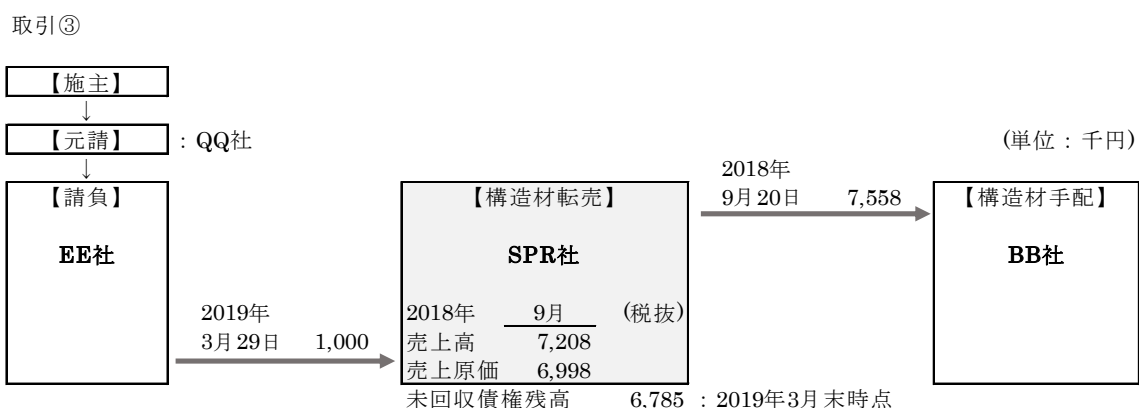 取引③
【施主】
↓
【元請】 : QQ社 (単位：千円)
↓
【請負】 【構造材転売】 2018年 9月20日 7,558 【構造材手配】
EE社 SPR社 BB社
2019年 2018年 9月 (税抜)
3月29日 1,000 売上高 7,208
売上原価 6,998
未回収債権残高 6,785 : 2019年3月末時点